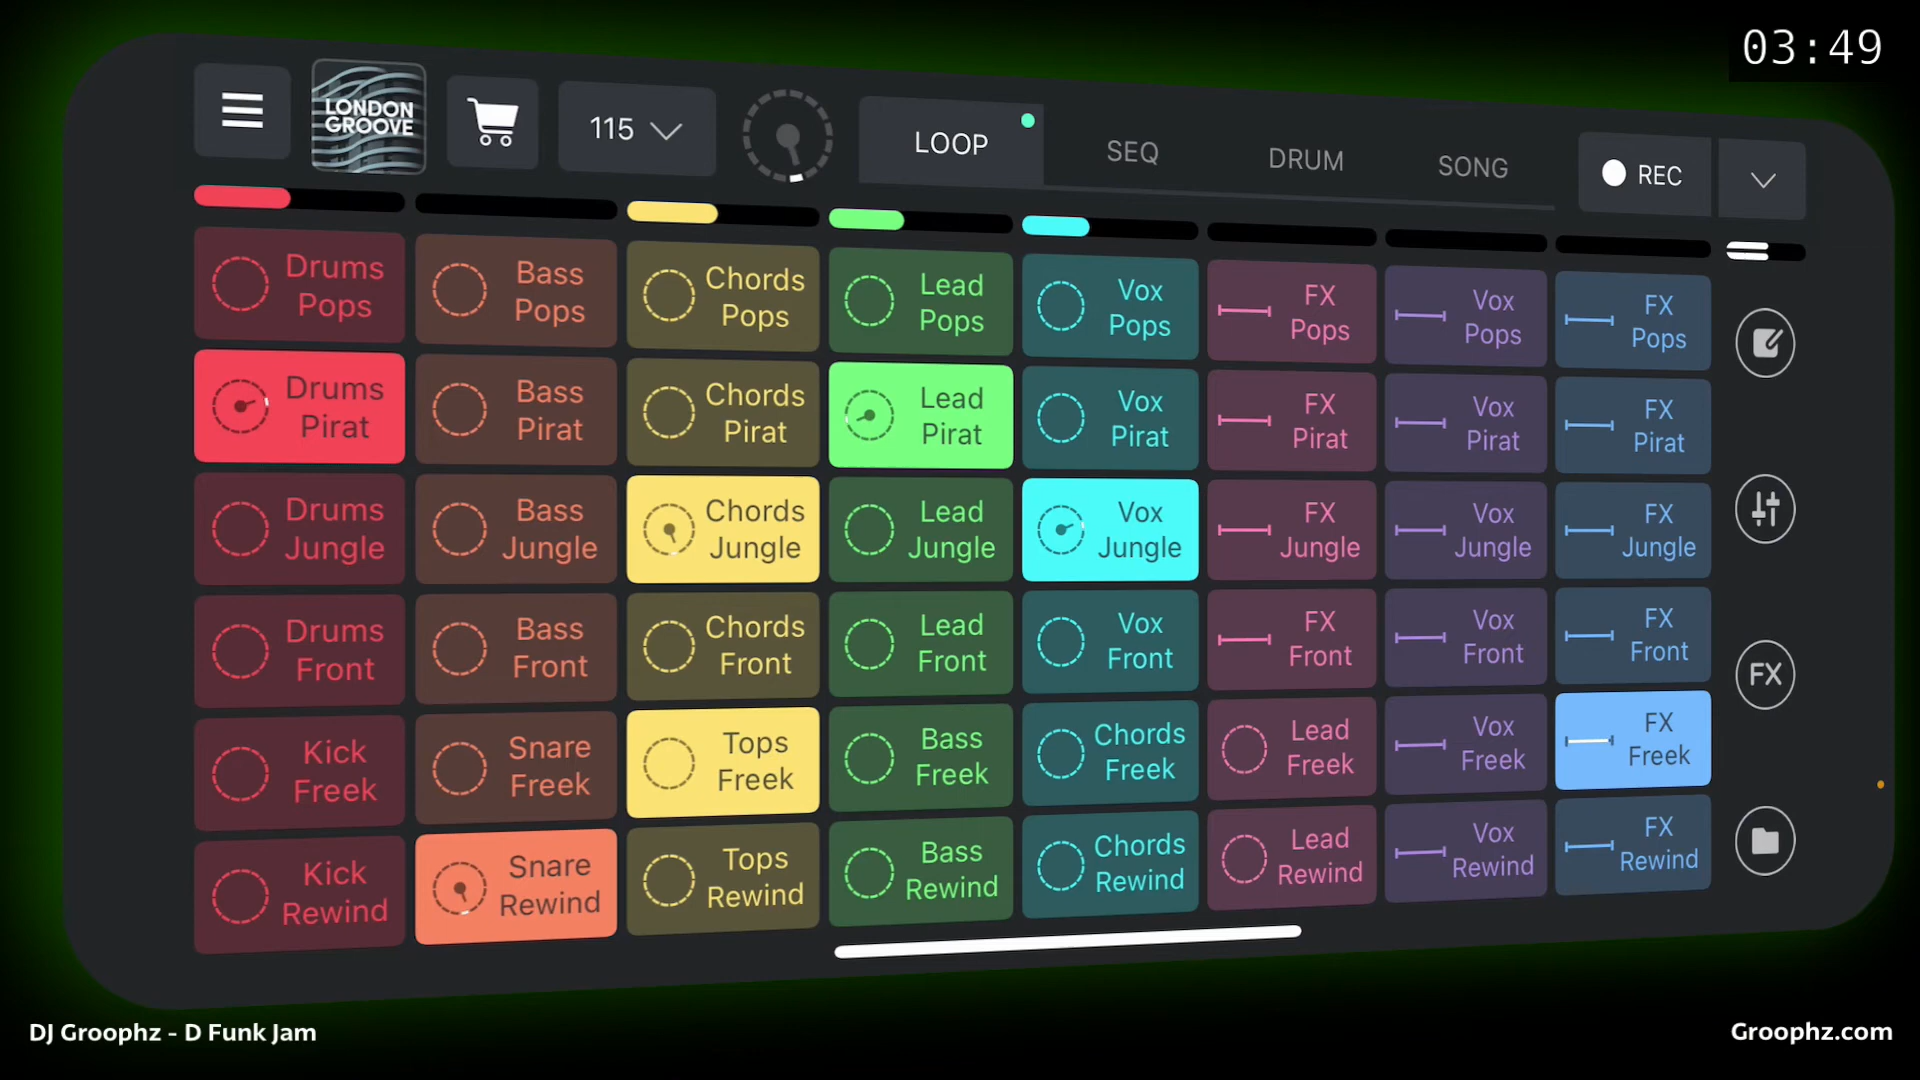 03:49
LONDON
GROOVE
115
LOOP
SEQ
DRUM
SONG
REC
Drums
Pops
Bass
Pops
Chords
Pops
Lead
Pops
Vox
Pops
FX
Pops
Vox
Pops
FX
Pops
Drums
Pirat
Bass
Pirat
Chords
Pirat
Lead
Pirat
Vox
Pirat
FX
Pirat
Vox
Pirat
FX
Pirat
Drums
Jungle
Bass
Jungle
Chords
Jungle
Lead
Jungle
Vox
Jungle
FX
Jungle
Vox
Jungle
FX
Jungle
Drums
Front
Bass
Front
Chords
Front
Lead
Front
Vox
Front
FX
Front
Vox
Front
FX
Front
FX
Kick
Freek
Snare
Freek
Tops
Freek
Bass
Freek
Chords
Freek
Lead
Freek
Vox
Freek
FX
Freek
Kick
Rewind
Snare
Rewind
Tops
Rewind
Bass
Rewind
Chords
Rewind
Lead
Rewind
Vox
Rewind
FX
Rewind
DJ Groophz - D Funk Jam
Groophz.com